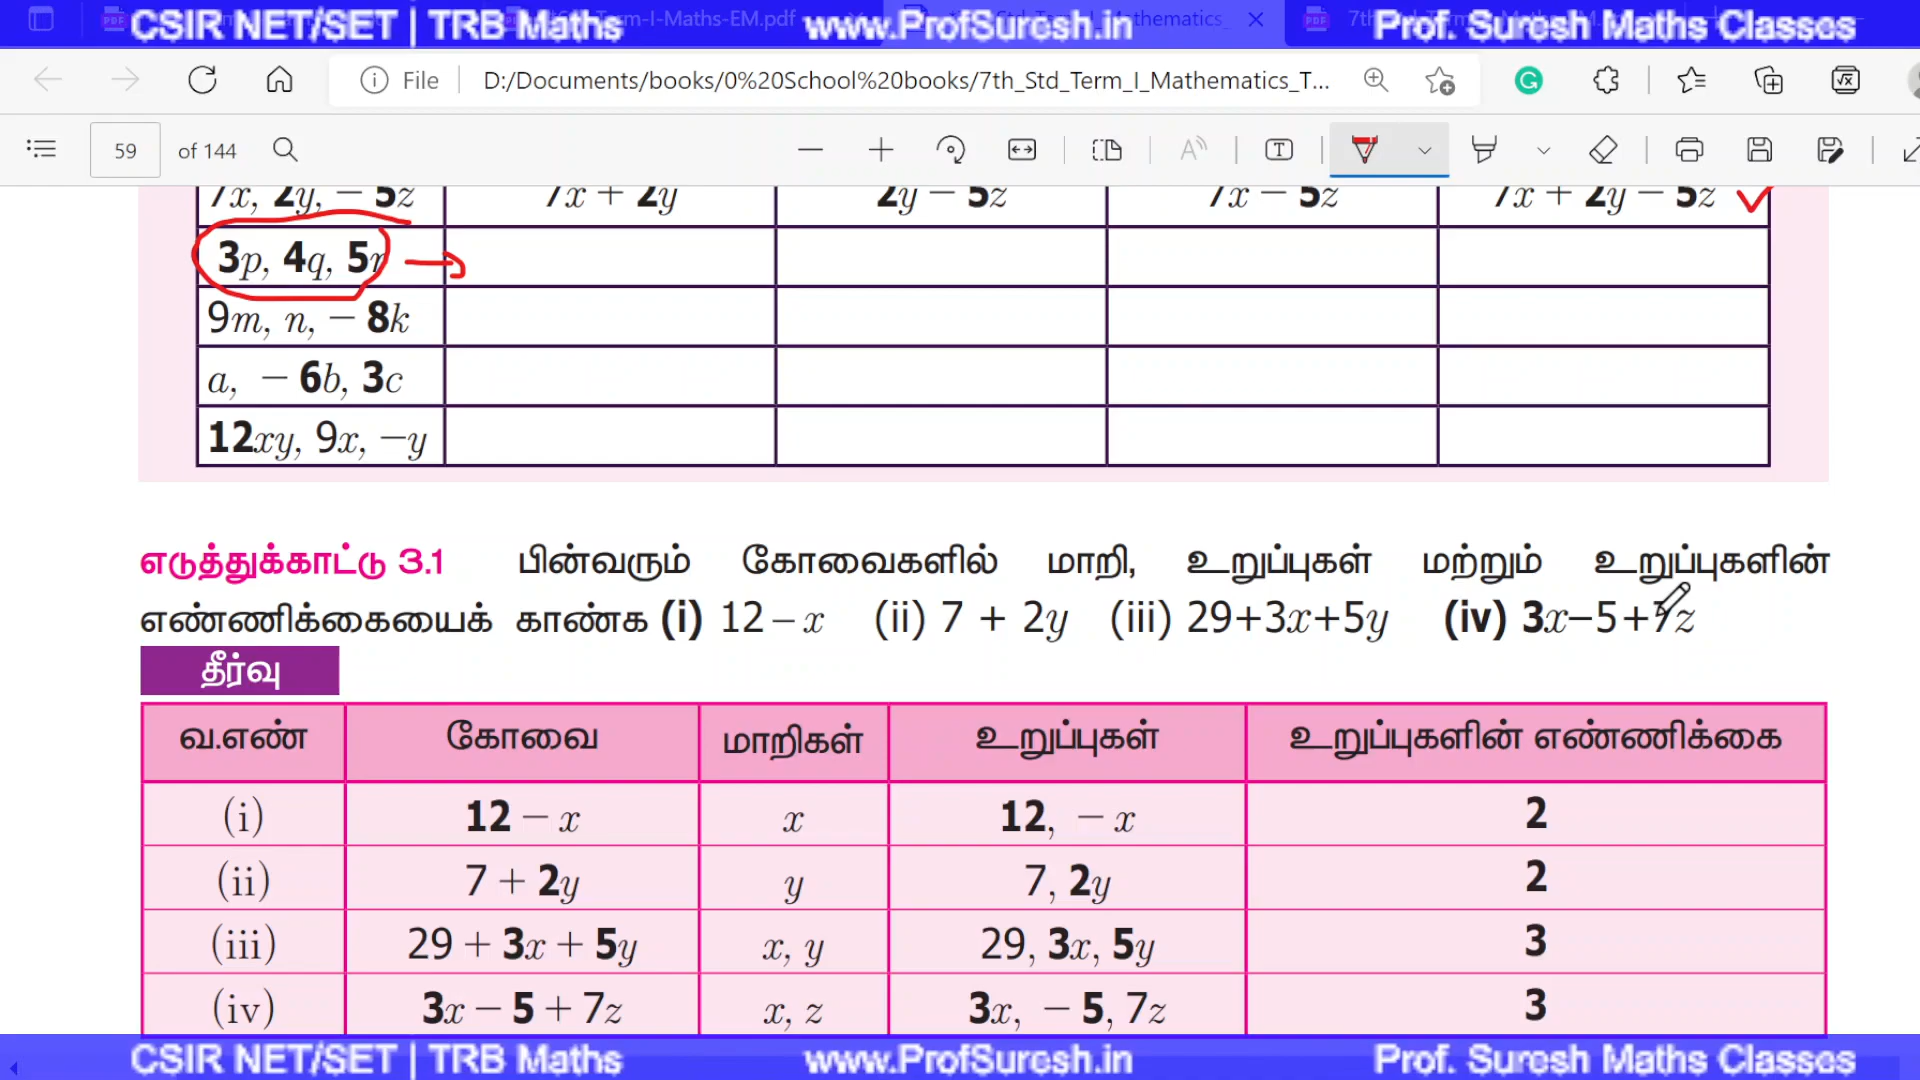 CSIR NET/SET | TRB Maths www.ProfSuresh.in Prof. Suresh Maths Classes
File D:/Documents/books/0%20School%20books/7th_Std_Term_I_Mathematics_T...
59 of 144
7x, 2y, − 5z 7x + 2y 2y − 5z 7x − 5z 7x + 2y − 5z
3p, 4q, 5r
9m, n, − 8k
a, − 6b, 3c
12xy, 9x, −y
எடுத்துக்காட்டு 3.1 பின்வரும் கோவைகளில் மாறி, உறுப்புகள் மற்றும் உறுப்புகளின்
எண்ணிக்கையைக் காண்க (i) 12 − x (ii) 7 + 2y (iii) 29+3x+5y (iv) 3x−5+7z
தீர்வு
வ.எண் கோவை மாறிகள் உறுப்புகள் உறுப்புகளின் எண்ணிக்கை
(i) 12 − x x 12, − x 2
(ii) 7 + 2y y 7, 2y 2
(iii) 29 + 3x + 5y x, y 29, 3x, 5y 3
(iv) 3x − 5 + 7z x, z 3x, − 5, 7z 3
CSIR NET/SET | TRB Maths www.ProfSuresh.in Prof. Suresh Maths Classes